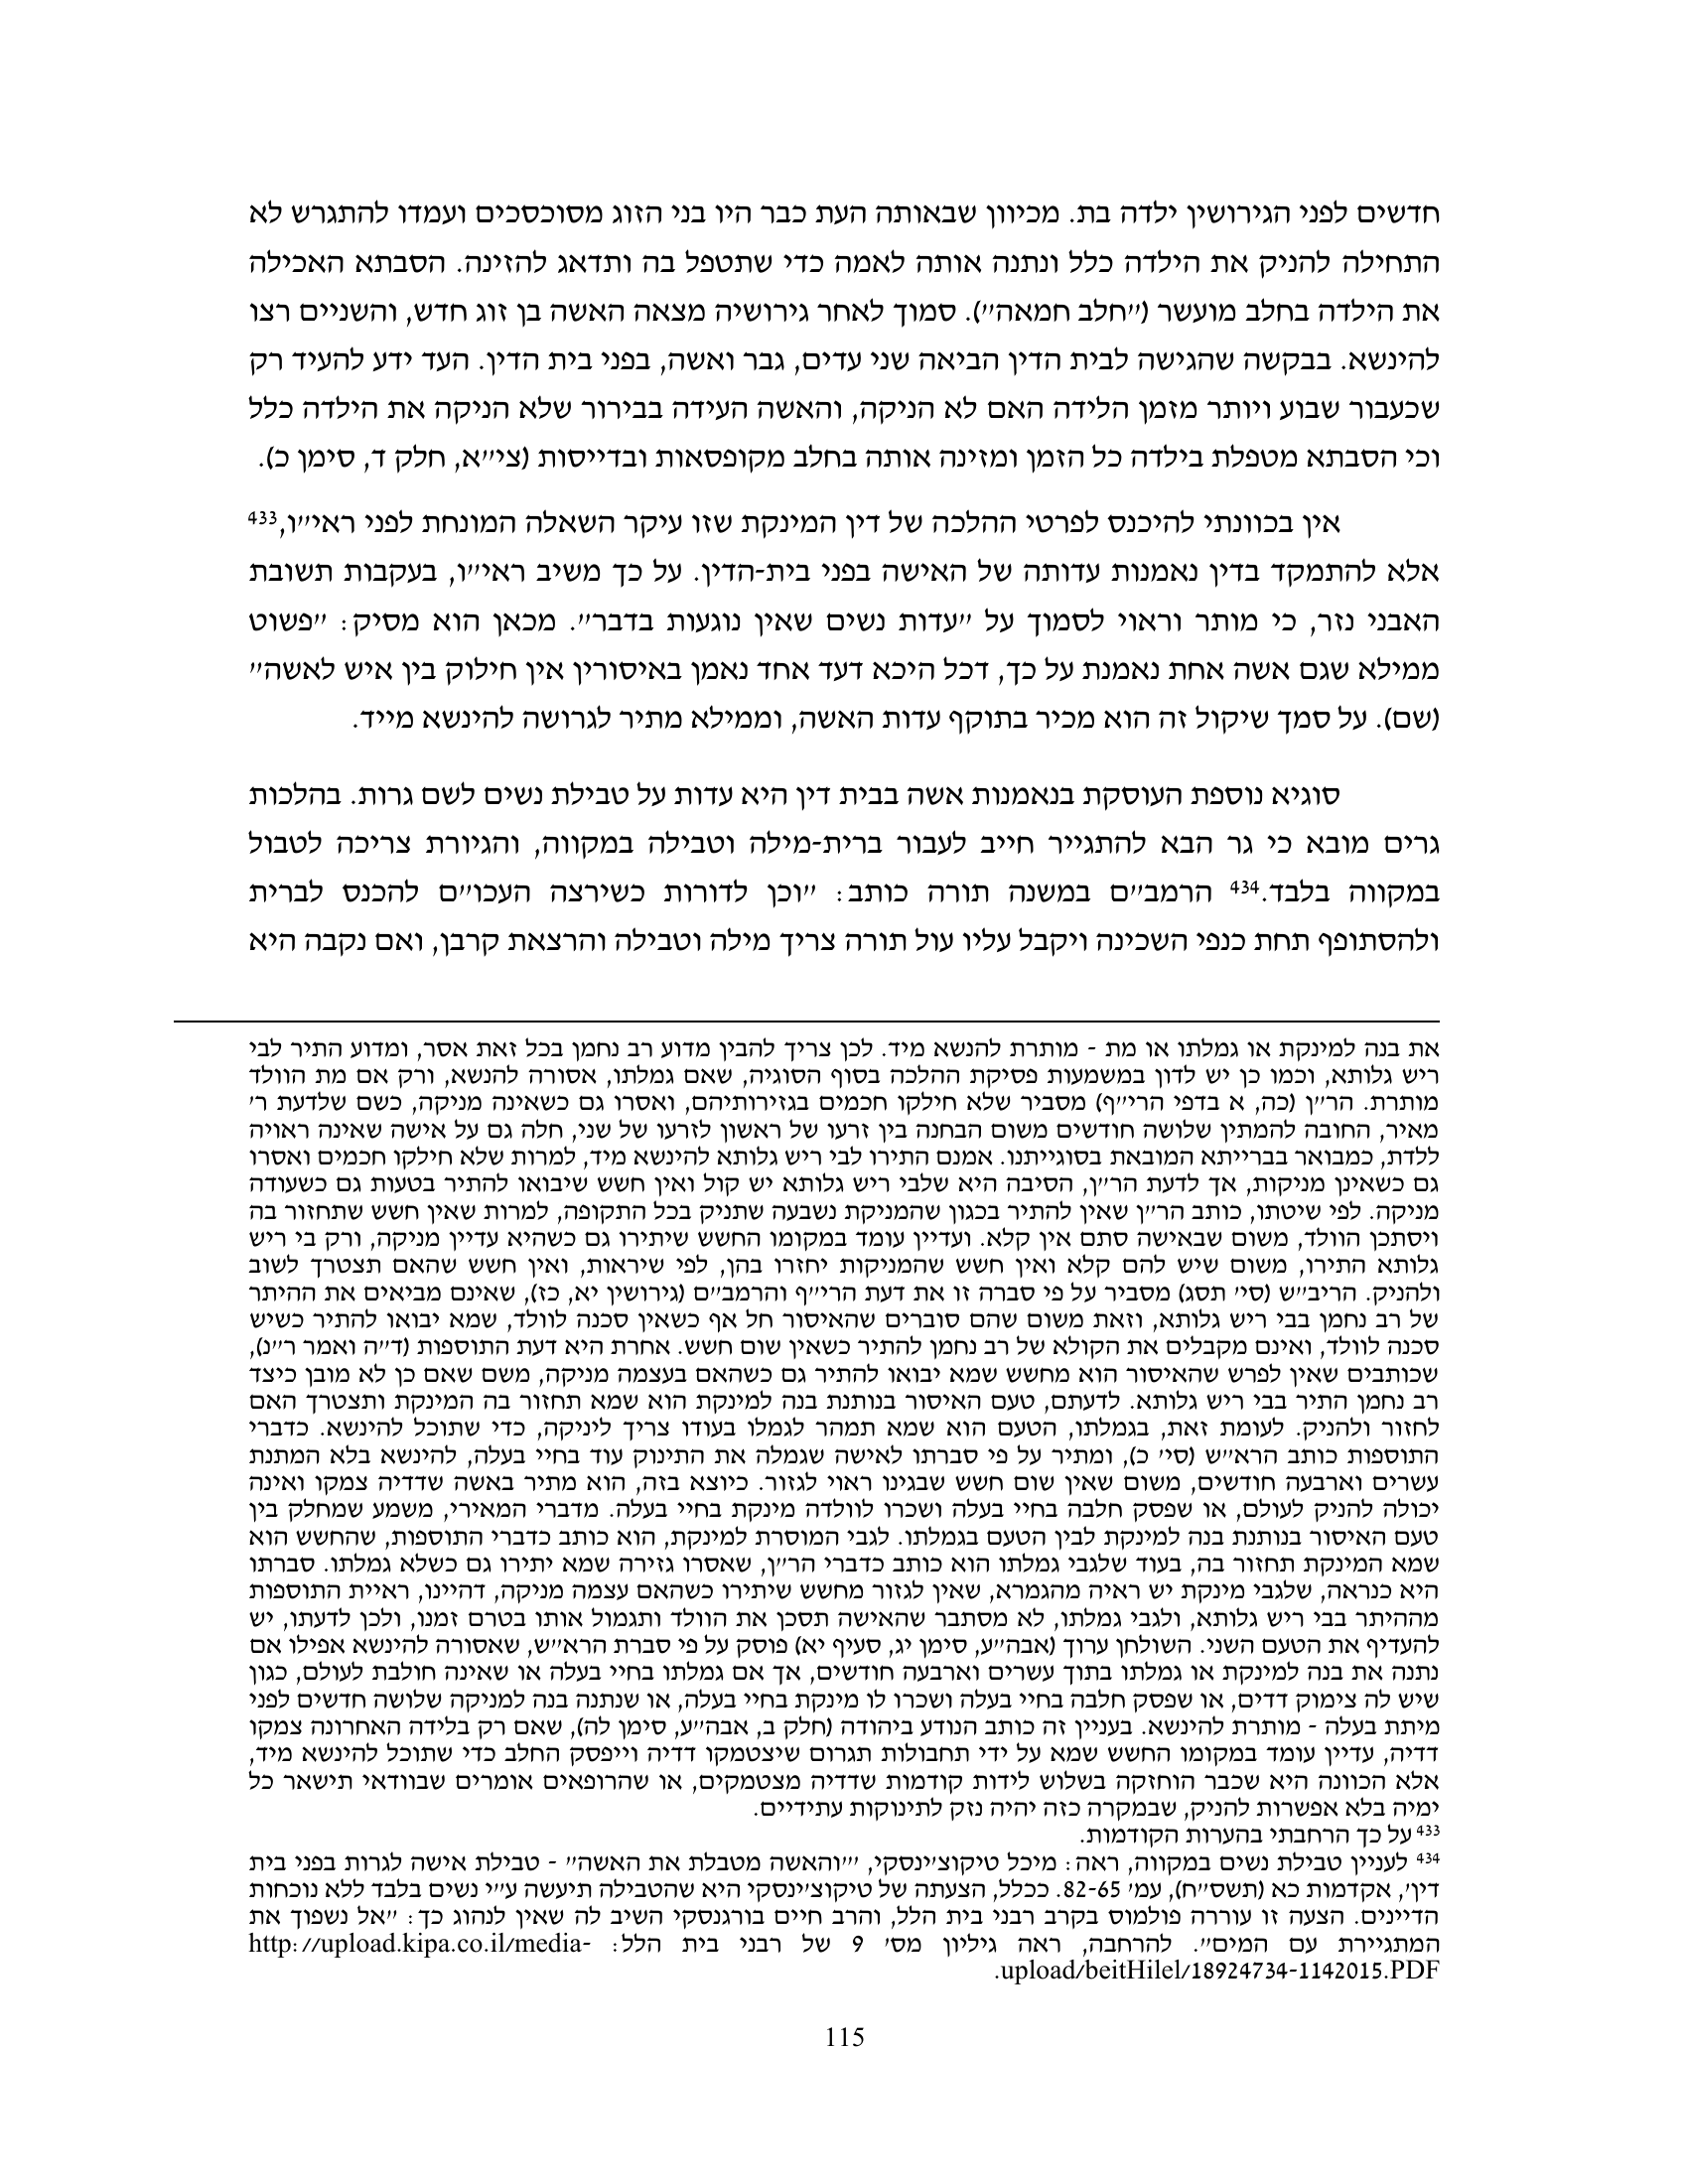 חדשים לפני הגירושין ילדה בת. מכיוון שבאותה העת כבר היו בני הזוג מסוכסכים ועמדו להתגרש לא
התחילה להניק את הילדה כלל ונתנה אותה לאמה כדי שתטפל בה ותדאג להזינה. הסבתא האכילה
את הילדה בחלב מועשר (״חלב חמאה״). סמוך לאחר גירושיה מצאה האשה בן זוג חדש, והשניים רצו
להינשא. בבקשה שהגישה לבית הדין הביאה שני עדים, גבר ואשה, בפני בית הדין. העד ידע להעיד רק
שכעבור שבוע ויותר מזמן הלידה האם לא הניקה, והאשה העידה בבירור שלא הניקה את הילדה כלל
וכי הסבתא מטפלת בילדה כל הזמן ומזינה אותה בחלב מקופסאות ובדייסות (צי״א, חלק ד, סימן כ).
אין בכוונתי להיכנס לפרטי ההלכה של דין המינקת שזו עיקר השאלה המונחת לפני ראי״ו,433
אלא להתמקד בדין נאמנות עדותה של האישה בפני בית-הדין. על כך משיב ראי״ו, בעקבות תשובת
האבני נזר, כי מותר וראוי לסמוך על ״עדות נשים שאין נוגעות בדבר״. מכאן הוא מסיק: ״פשוט
ממילא שגם אשה אחת נאמנת על כך, דכל היכא דעד אחד נאמן באיסורין אין חילוק בין איש לאשה״
(שם). על סמך שיקול זה הוא מכיר בתוקף עדות האשה, וממילא מתיר לגרושה להינשא מייד.
סוגיא נוספת העוסקת בנאמנות אשה בבית דין היא עדות על טבילת נשים לשם גרות. בהלכות
גרים מובא כי גר הבא להתגייר חייב לעבור ברית-מילה וטבילה במקווה, והגיורת צריכה לטבול
במקווה בלבד.434 הרמב״ם במשנה תורה כותב: ״וכן לדורות כשירצה העכו״ם להכנס לברית
ולהסתופף תחת כנפי השכינה ויקבל עליו עול תורה צריך מילה וטבילה והרצאת קרבן, ואם נקבה היא
את בנה למינקת או גמלתו או מת - מותרת להנשא מיד. לכן צריך להבין מדוע רב נחמן בכל זאת אסר, ומדוע התיר לבי
ריש גלותא, וכמו כן יש לדון במשמעות פסיקת ההלכה בסוף הסוגיה, שאם גמלתו, אסורה להנשא, ורק אם מת הוולד
מותרת. הר״ן (כה, א בדפי הרי״ף) מסביר שלא חילקו חכמים בגזירותיהם, ואסרו גם כשאינה מניקה, כשם שלדעת ר׳
מאיר, החובה להמתין שלושה חודשים משום הבחנה בין זרעו של ראשון לזרעו של שני, חלה גם על אישה שאינה ראויה
ללדת, כמבואר בברייתא המובאת בסוגייתנו. אמנם התירו לבי ריש גלותא להינשא מיד, למרות שלא חילקו חכמים ואסרו
גם כשאינן מניקות, אך לדעת הר״ן, הסיבה היא שלבי ריש גלותא יש קול ואין חשש שיבואו להתיר בטעות גם כשעודה
מניקה. לפי שיטתו, כותב הר״ן שאין להתיר בכגון שהמניקת נשבעה שתניק בכל התקופה, למרות שאין חשש שתחזור בה
ויסתכן הוולד, משום שבאישה סתם אין קלא. ועדיין עומד במקומו החשש שיתירו גם כשהיא עדיין מניקה, ורק בי ריש
גלותא התירו, משום שיש להם קלא ואין חשש שהמניקות יחזרו בהן, לפי שיראות, ואין חשש שהאם תצטרך לשוב
ולהניק. הריב״ש (סי׳ תסג) מסביר על פי סברה זו את דעת הרי״ף והרמב״ם (גירושין יא, כז), שאינם מביאים את ההיתר
של רב נחמן בבי ריש גלותא, וזאת משום שהם סוברים שהאיסור חל אף כשאין סכנה לוולד, שמא יבואו להתיר כשיש
סכנה לוולד, ואינם מקבלים את הקולא של רב נחמן להתיר כשאין שום חשש. אחרת היא דעת התוספות (ד״ה ואמר ר״נ),
שכותבים שאין לפרש שהאיסור הוא מחשש שמא יבואו להתיר גם כשהאם בעצמה מניקה, משם שאם כן לא מובן כיצד
רב נחמן התיר בבי ריש גלותא. לדעתם, טעם האיסור בנותנת בנה למינקת הוא שמא תחזור בה המינקת ותצטרך האם
לחזור ולהניק. לעומת זאת, בגמלתו, הטעם הוא שמא תמהר לגמלו בעודו צריך ליניקה, כדי שתוכל להינשא. כדברי
התוספות כותב הרא״ש (סי׳ כ), ומתיר על פי סברתו לאישה שגמלה את התינוק עוד בחיי בעלה, להינשא בלא המתנת
עשרים וארבעה חודשים, משום שאין שום חשש שבגינו ראוי לגזור. כיוצא בזה, הוא מתיר באשה שדדיה צמקו ואינה
יכולה להניק לעולם, או שפסק חלבה בחיי בעלה ושכרו לוולדה מינקת בחיי בעלה. מדברי המאירי, משמע שמחלק בין
טעם האיסור בנותנת בנה למינקת לבין הטעם בגמלתו. לגבי המוסרת למינקת, הוא כותב כדברי התוספות, שהחשש הוא
שמא המינקת תחזור בה, בעוד שלגבי גמלתו הוא כותב כדברי הר״ן, שאסרו גזירה שמא יתירו גם כשלא גמלתו. סברתו
היא כנראה, שלגבי מינקת יש ראיה מהגמרא, שאין לגזור מחשש שיתירו כשהאם עצמה מניקה, דהיינו, ראיית התוספות
מההיתר בבי ריש גלותא, ולגבי גמלתו, לא מסתבר שהאישה תסכן את הוולד ותגמול אותו בטרם זמנו, ולכן לדעתו, יש
להעדיף את הטעם השני. השולחן ערוך (אבה״ע, סימן יג, סעיף יא) פוסק על פי סברת הרא״ש, שאסורה להינשא אפילו אם
נתנה את בנה למינקת או גמלתו בתוך עשרים וארבעה חודשים, אך אם גמלתו בחיי בעלה או שאינה חולבת לעולם, כגון
שיש לה צימוק דדים, או שפסק חלבה בחיי בעלה ושכרו לו מינקת בחיי בעלה, או שנתנה בנה למניקה שלושה חדשים לפני
מיתת בעלה - מותרת להינשא. בעניין זה כותב הנודע ביהודה (חלק ב, אבה״ע, סימן לה), שאם רק בלידה האחרונה צמקו
דדיה, עדיין עומד במקומו החשש שמא על ידי תחבולות תגרום שיצטמקו דדיה וייפסק החלב כדי שתוכל להינשא מיד,
אלא הכוונה היא שכבר הוחזקה בשלוש לידות קודמות שדדיה מצטמקים, או שהרופאים אומרים שבוודאי תישאר כל
ימיה בלא אפשרות להניק, שבמקרה כזה יהיה נזק לתינוקות עתידיים.
433 על כך הרחבתי בהערות הקודמות.
434 לעניין טבילת נשים במקווה, ראה: מיכל טיקוצ׳ינסקי, ׳״והאשה מטבלת את האשה״ - טבילת אישה לגרות בפני בית
דין׳, אקדמות כא (תשס״ח), עמ׳ 82-65. ככלל, הצעתה של טיקוצ׳ינסקי היא שהטבילה תיעשה ע״י נשים בלבד ללא נוכחות
הדיינים. הצעה זו עוררה פולמוס בקרב רבני בית הלל, והרב חיים בורגנסקי השיב לה שאין לנהוג כך: ״אל נשפוך את
המתגיירת עם המים״. להרחבה, ראה גיליון מס׳ 9 של רבני בית הלל: http://upload.kipa.co.il/media-
upload/beitHilel/18924734-1142015.PDF.
115